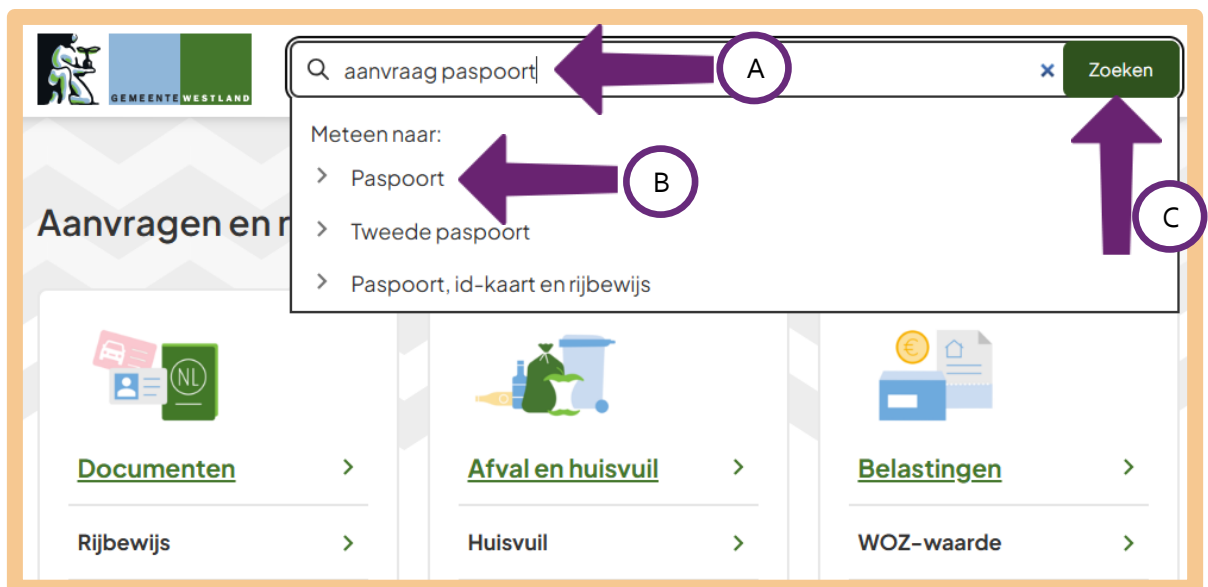 GEMEENTE WESTLAND
aanvraag paspoort
A
Zoeken
Meteen naar:
Paspoort
B
Tweede paspoort
C
Paspoort, id-kaart en rijbewijs
Aanvragen en
NL
€
Documenten
Afval en huisvuil
Belastingen
Rijbewijs
Huisvuil
WOZ-waarde